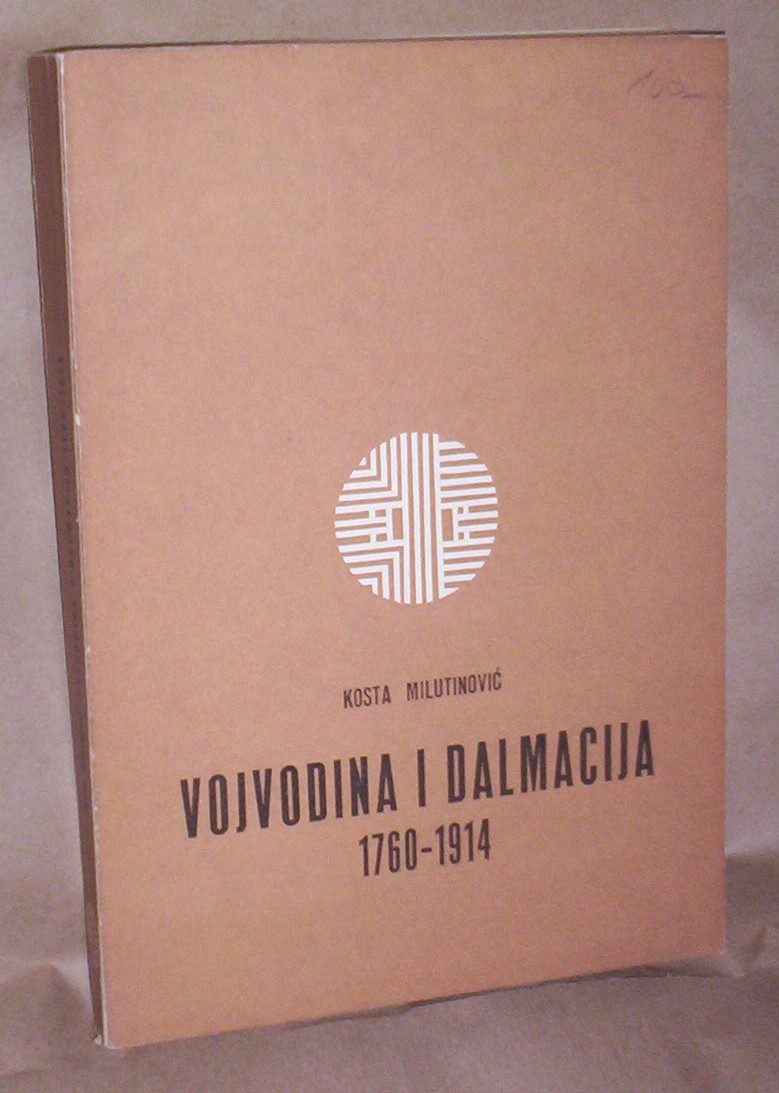 KOSTA MILUTINOVIĆ
VOJVODINA I DALMACIJA
1760-1914